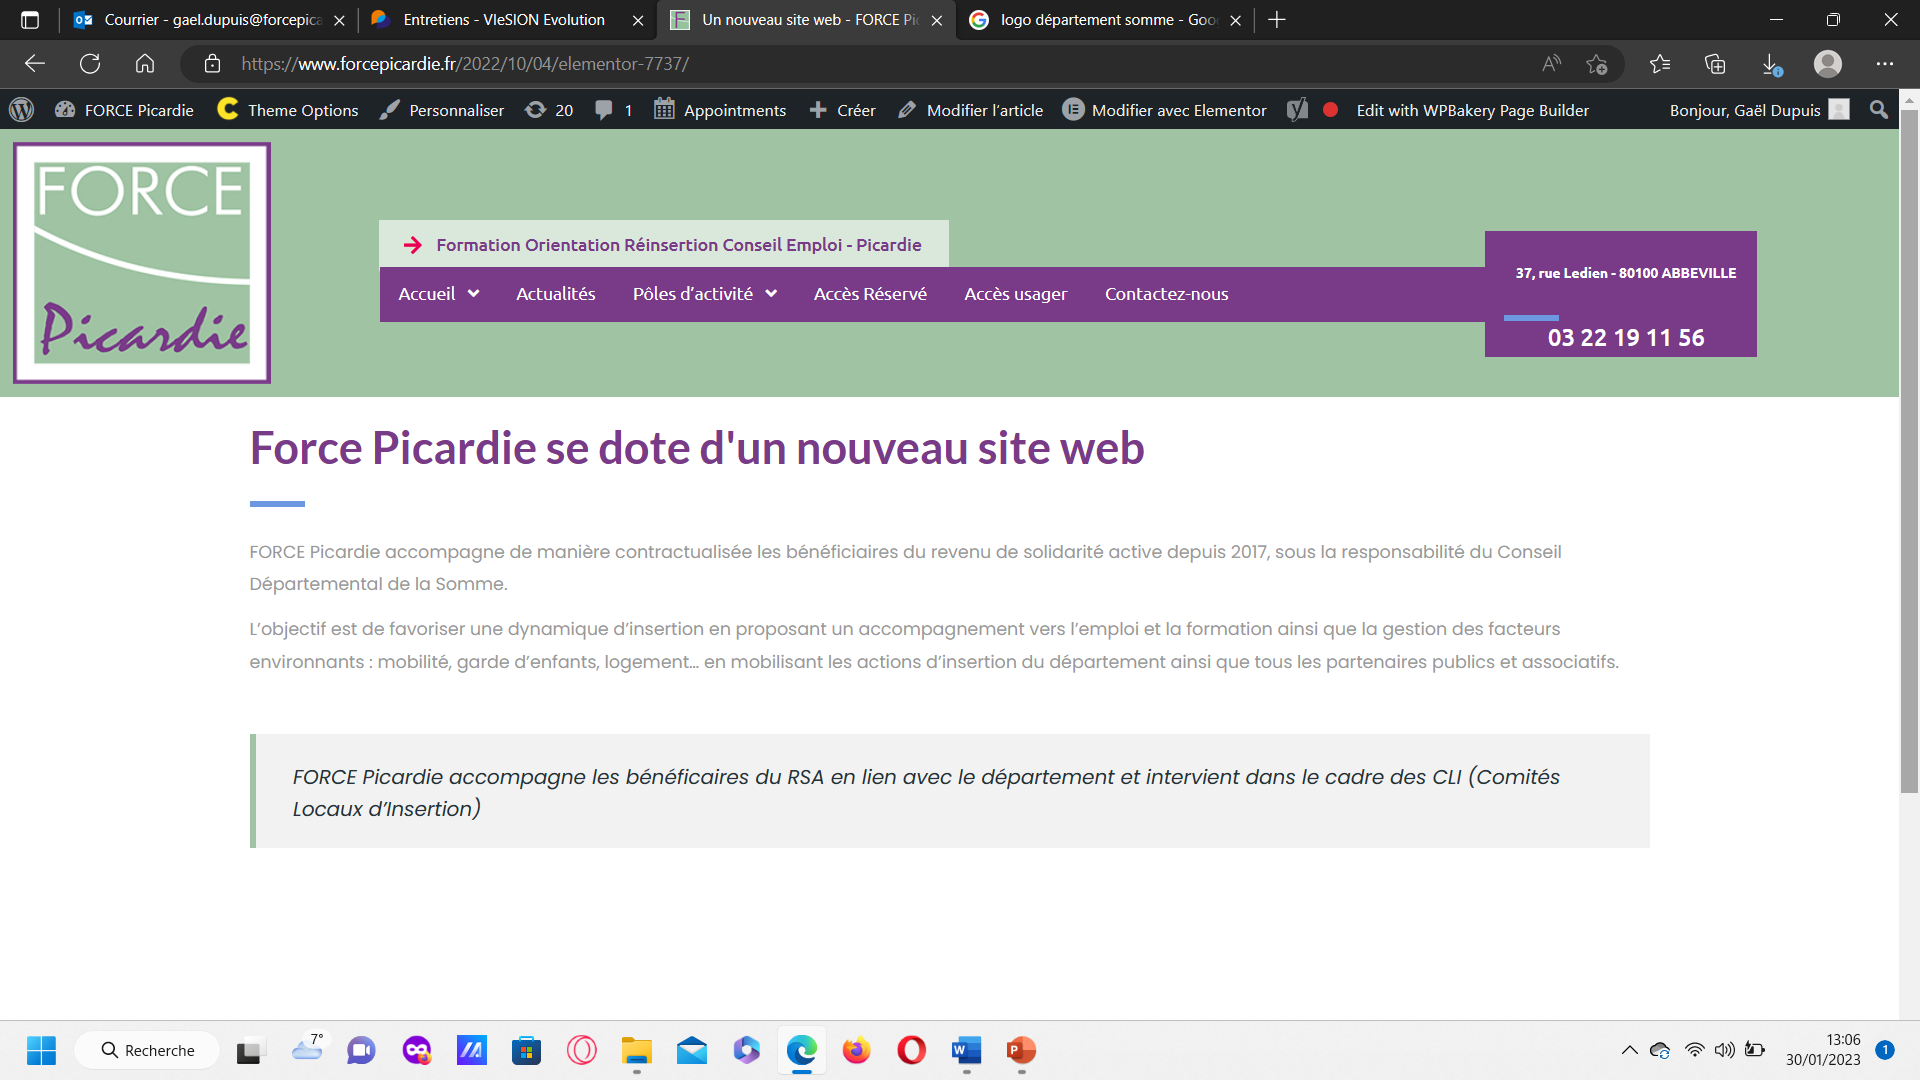 Courrier - gael.dupuis@forcepica
Entretiens - VIeSION Evolution
Un nouveau site web - FORCE Pi
logo département somme - Goo
https://www.forcepicardie.fr/2022/10/04/elementor-7737/
FORCE Picardie
Theme Options
Personnaliser
20
1
Appointments
Créer
Modifier l’article
Modifier avec Elementor
Edit with WPBakery Page Builder
Bonjour, Gaël Dupuis
FORCE
Picardie
Formation Orientation Réinsertion Conseil Emploi - Picardie
Accueil
Actualités
Pôles d’activité
Accès Réservé
Accès usager
Contactez-nous
37, rue Ledien - 80100 ABBEVILLE
03 22 19 11 56
Force Picardie se dote d'un nouveau site web
FORCE Picardie accompagne de manière contractualisée les bénéficiaires du revenu de solidarité active depuis 2017, sous la responsabilité du Conseil
Départemental de la Somme.
L’objectif est de favoriser une dynamique d’insertion en proposant un accompagnement vers l’emploi et la formation ainsi que la gestion des facteurs
environnants : mobilité, garde d’enfants, logement… en mobilisant les actions d’insertion du département ainsi que tous les partenaires publics et associatifs.
FORCE Picardie accompagne les bénéficaires du RSA en lien avec le département et intervient dans le cadre des CLI (Comités
Locaux d’Insertion)
Recherche
7°
13:06
30/01/2023
1